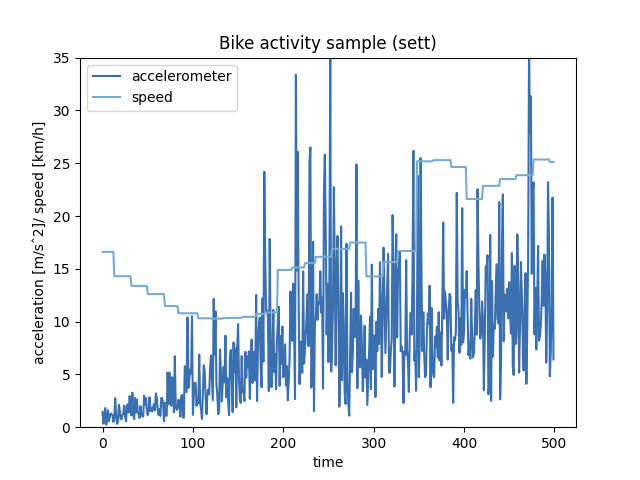 Bike activity sample (sett)
accelerometer
speed
acceleration [m/sˆ2]/ speed [km/h]
35
30
25
20
15
10
5
0
0 100 200 300 400 500
time